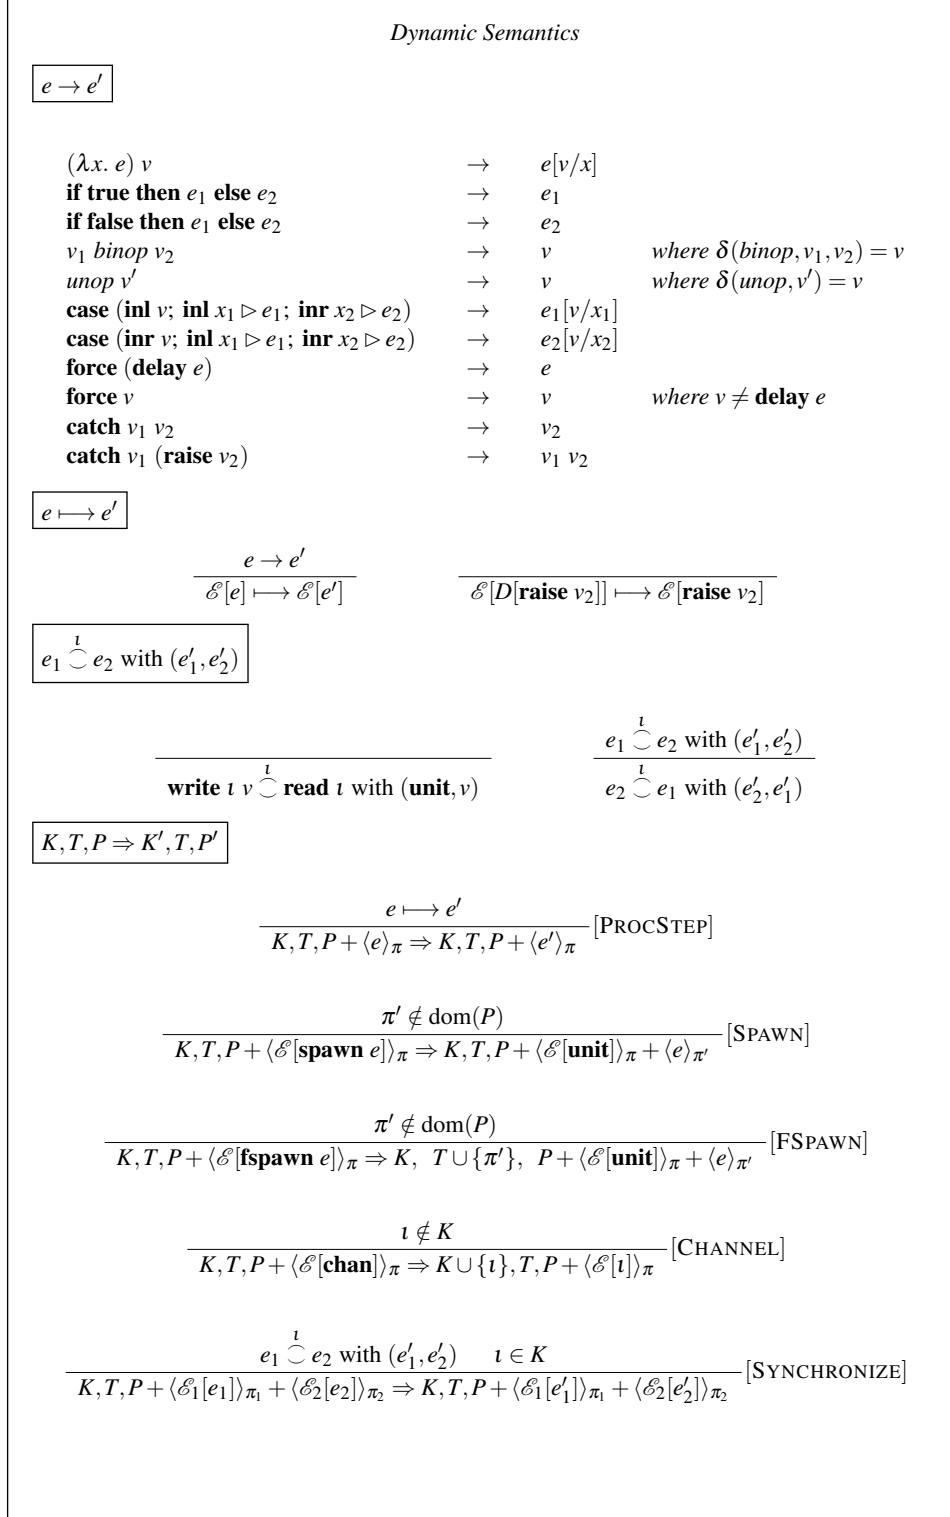 Dynamic Semantics
e → e′
(λx. e) v → e[v/x]
if true then e₁ else e₂ → e₁
if false then e₁ else e₂ → e₂
v₁ binop v₂ → v where δ(binop, v₁, v₂) = v
unop v′ → v where δ(unop, v′) = v
case (inl v; inl x₁ ▷ e₁; inr x₂ ▷ e₂) → e₁[v/x₁]
case (inr v; inl x₁ ▷ e₁; inr x₂ ▷ e₂) → e₂[v/x₂]
force (delay e) → e
force v → v where v ≠ delay e
catch v₁ v₂ → v₂
catch v₁ (raise v₂) → v₁ v₂
e ⟼ e′
e → e′
ℰ[e] ⟼ ℰ[e′] ℰ[D[raise v₂]] ⟼ ℰ[raise v₂]
e₁ ⌣^ι e₂ with (e′₁, e′₂)
e₁ ⌣^ι e₂ with (e′₁, e′₂)
write ι v ⌣^ι read ι with (unit, v) e₂ ⌣^ι e₁ with (e′₂, e′₁)
K, T, P ⇒ K′, T, P′
e ⟼ e′
K, T, P + ⟨e⟩π ⇒ K, T, P + ⟨e′⟩π [PROCSTEP]
π′ ∉ dom(P)
K, T, P + ⟨ℰ[spawn e]⟩π ⇒ K, T, P + ⟨ℰ[unit]⟩π + ⟨e⟩π′ [SPAWN]
π′ ∉ dom(P)
K, T, P + ⟨ℰ[fspawn e]⟩π ⇒ K, T ∪ {π′}, P + ⟨ℰ[unit]⟩π + ⟨e⟩π′ [FSPAWN]
ι ∉ K
K, T, P + ⟨ℰ[chan]⟩π ⇒ K ∪ {ι}, T, P + ⟨ℰ[ι]⟩π [CHANNEL]
e₁ ⌣^ι e₂ with (e′₁, e′₂) ι ∈ K
K, T, P + ⟨ℰ₁[e₁]⟩π₁ + ⟨ℰ₂[e₂]⟩π₂ ⇒ K, T, P + ⟨ℰ₁[e′₁]⟩π₁ + ⟨ℰ₂[e′₂]⟩π₂ [SYNCHRONIZE]